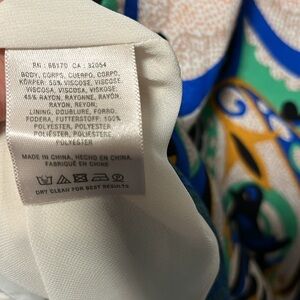 RN: 66170 CA: 32054
BODY, CORPS, CUERPO, CORPO,
KÖRPER: 55% VISCOSE, VISCOSE,
VISCOSA, VISCOSA, VISKOSE;
45% RAYON, RAYONNE, RAYON,
RAYON, REYON;
LINING, DOUBLURE, FORRO,
FODERA, FUTTERSTOFF: 100%
POLYESTER, POLYESTER,
POLIÉSTER, POLIESTERE
POLYESTER
MADE IN CHINA, HECHO EN CHINA,
FABRIQUÉ EN CHINE
DRY CLEAN FOR BEST RESULTS